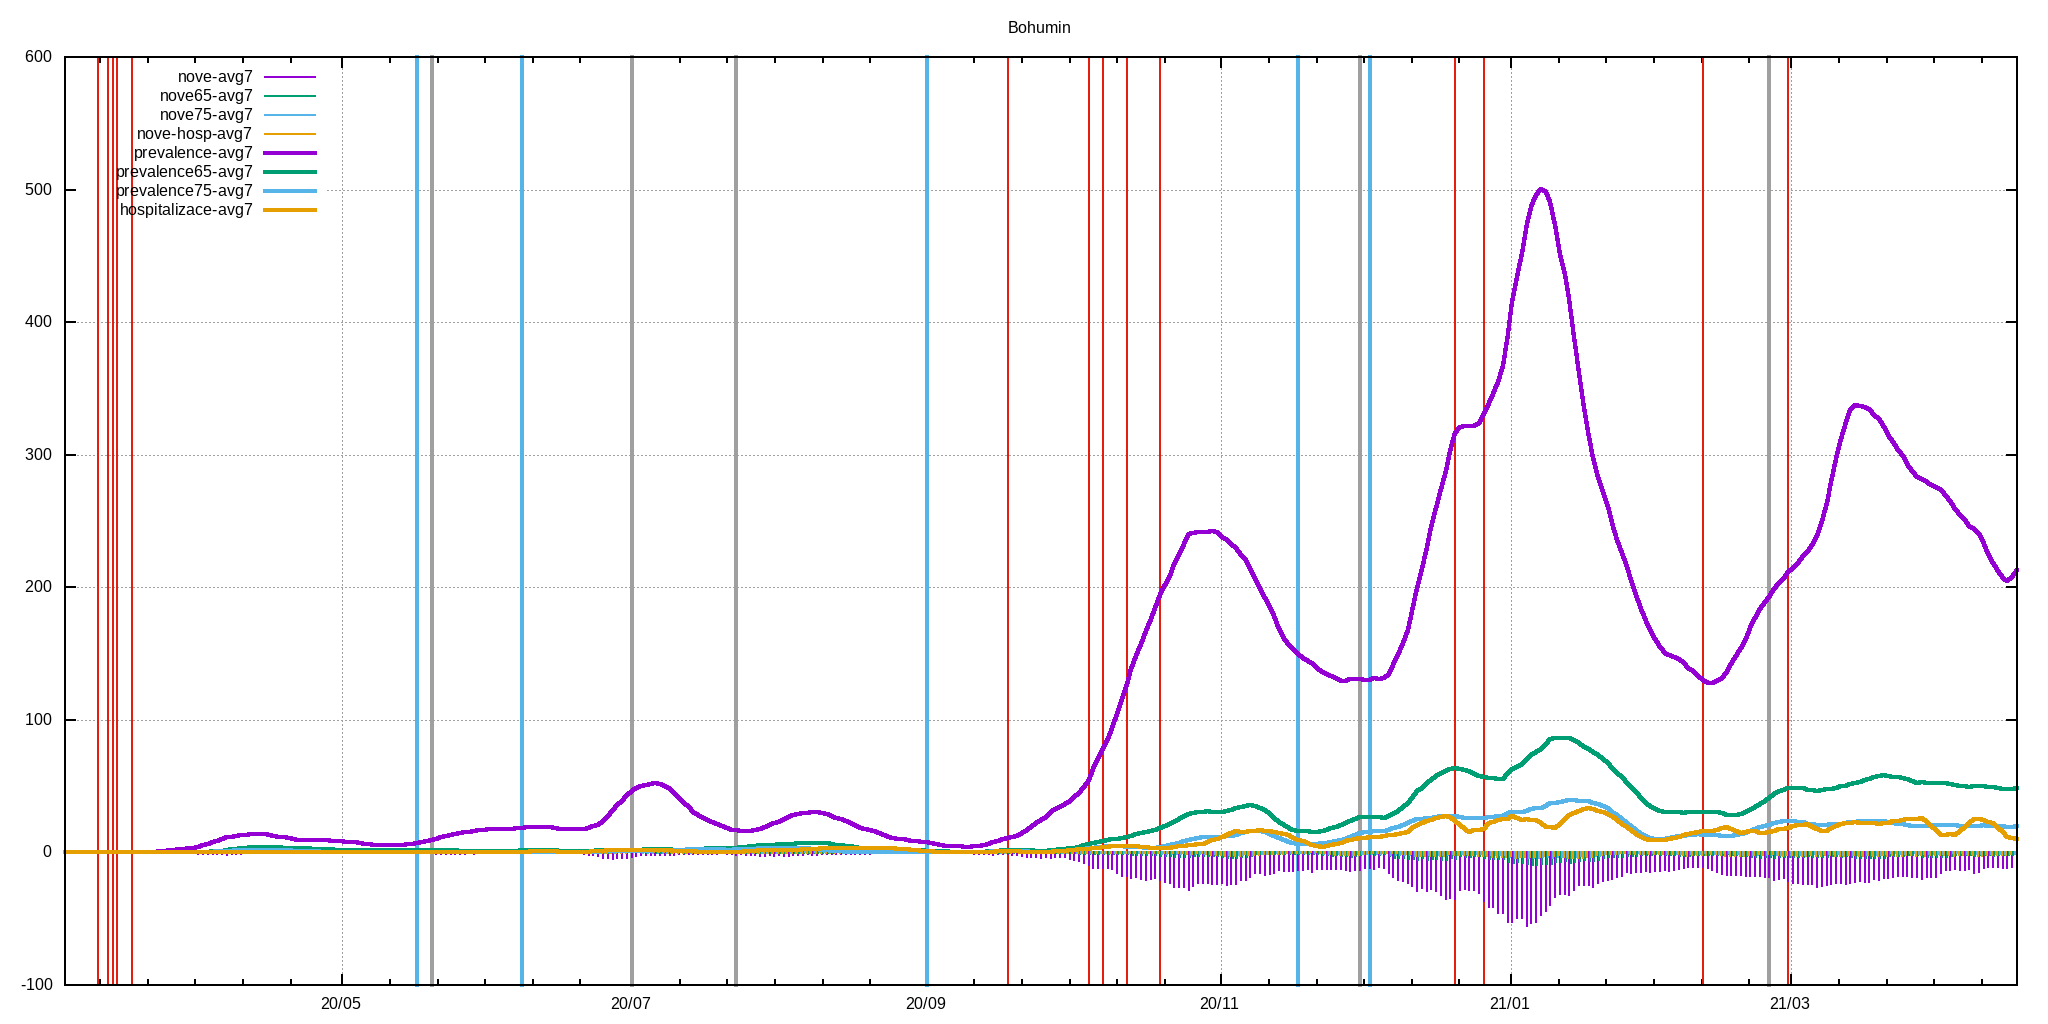 Bohumin
600
500
400
300
200
100
0
-100
nove-avg7
nove65-avg7
nove75-avg7
nove-hosp-avg7
prevalence-avg7
prevalence65-avg7
prevalence75-avg7
hospitalizace-avg7
20/05 20/07 20/09 20/11 21/01 21/03